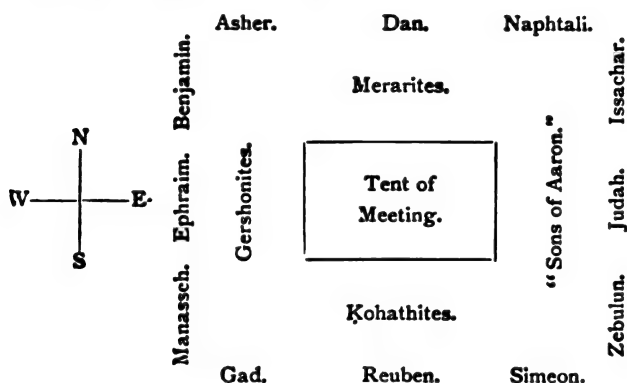 Asher. Dan. Naphtali.
Benjamin.
Issachar.
Merarites.
N
W E
S
Ephraim.
Gershonites.
Tent of
Meeting.
“Sons of Aaron.”
Judah.
Manasseh.
Zebulun.
Kohathites.
Gad. Reuben. Simeon.